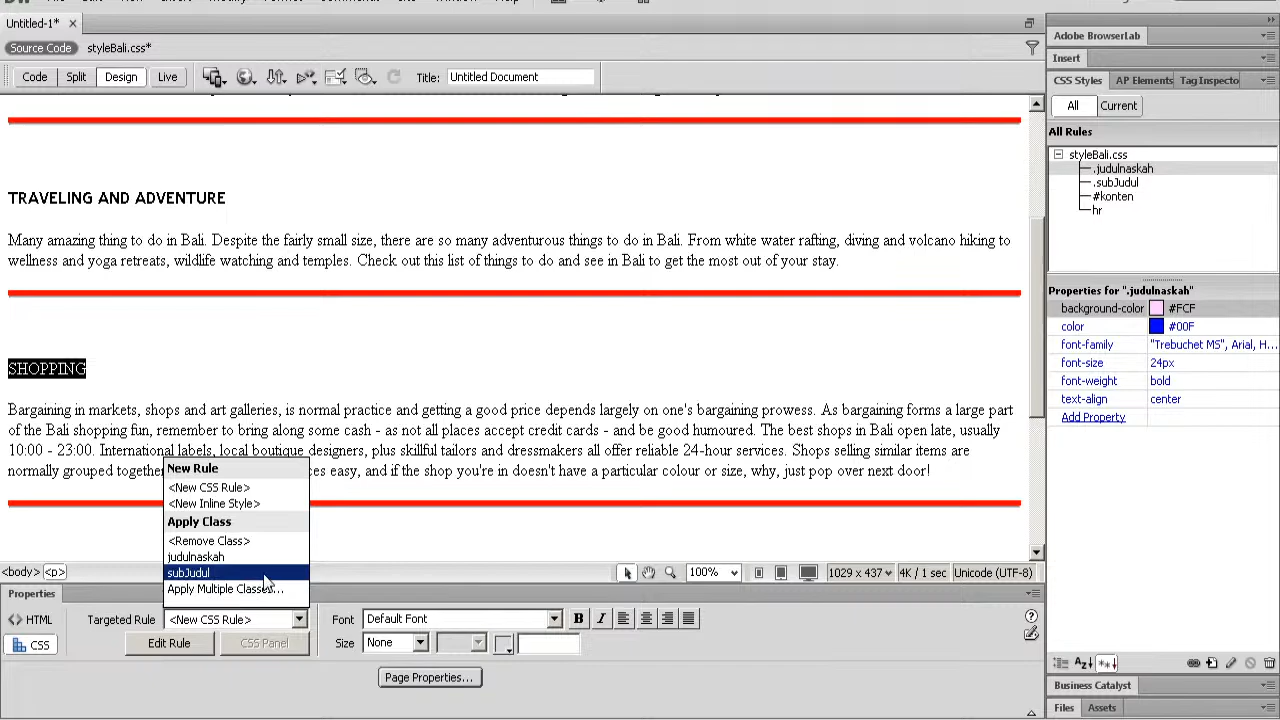 Untitled-1*
Source Code
styleBali.css*
Code
Split
Design
Live
Title:
Untitled Document
TRAVELING AND ADVENTURE
Many amazing thing to do in Bali. Despite the fairly small size, there are so many adventurous things to do in Bali. From white water rafting, diving and volcano hiking to
wellness and yoga retreats, wildlife watching and temples. Check out this list of things to do and see in Bali to get the most out of your stay.
SHOPPING
Bargaining in markets, shops and art galleries, is normal practice and getting a good price depends largely on one's bargaining prowess. As bargaining forms a large part
of the Bali shopping fun, remember to bring along some cash - as not all places accept credit cards - and be good humoured. The best shops in Bali open late, usually
10:00 - 23:00. International labels, local boutique designers, plus skillful tailors and dressmakers all offer reliable 24-hour services. Shops selling similar items are
normally grouped together
ces easy, and if the shop you're in doesn't have a particular colour or size, why, just pop over next door!
New Rule
<New CSS Rule>
<New Inline Style>
Apply Class
<Remove Class>
judulnaskah
subJudul
Apply Multiple Classes...
<body> <p>
100%
1029 x 437
4K / 1 sec
Unicode (UTF-8)
Properties
<> HTML
CSS
Targeted Rule
<New CSS Rule>
Edit Rule
CSS Panel
Font
Default Font
B
I
Size
None
Page Properties...
Adobe BrowserLab
Insert
CSS Styles
AP Elements
Tag Inspecto
All
Current
All Rules
styleBali.css
.judulnaskah
.subJudul
#konten
hr
Properties for ".judulnaskah"
background-color
#FCF
color
#00F
font-family
"Trebuchet MS", Arial, H...
font-size
24px
font-weight
bold
text-align
center
Add Property
Business Catalyst
Files
Assets